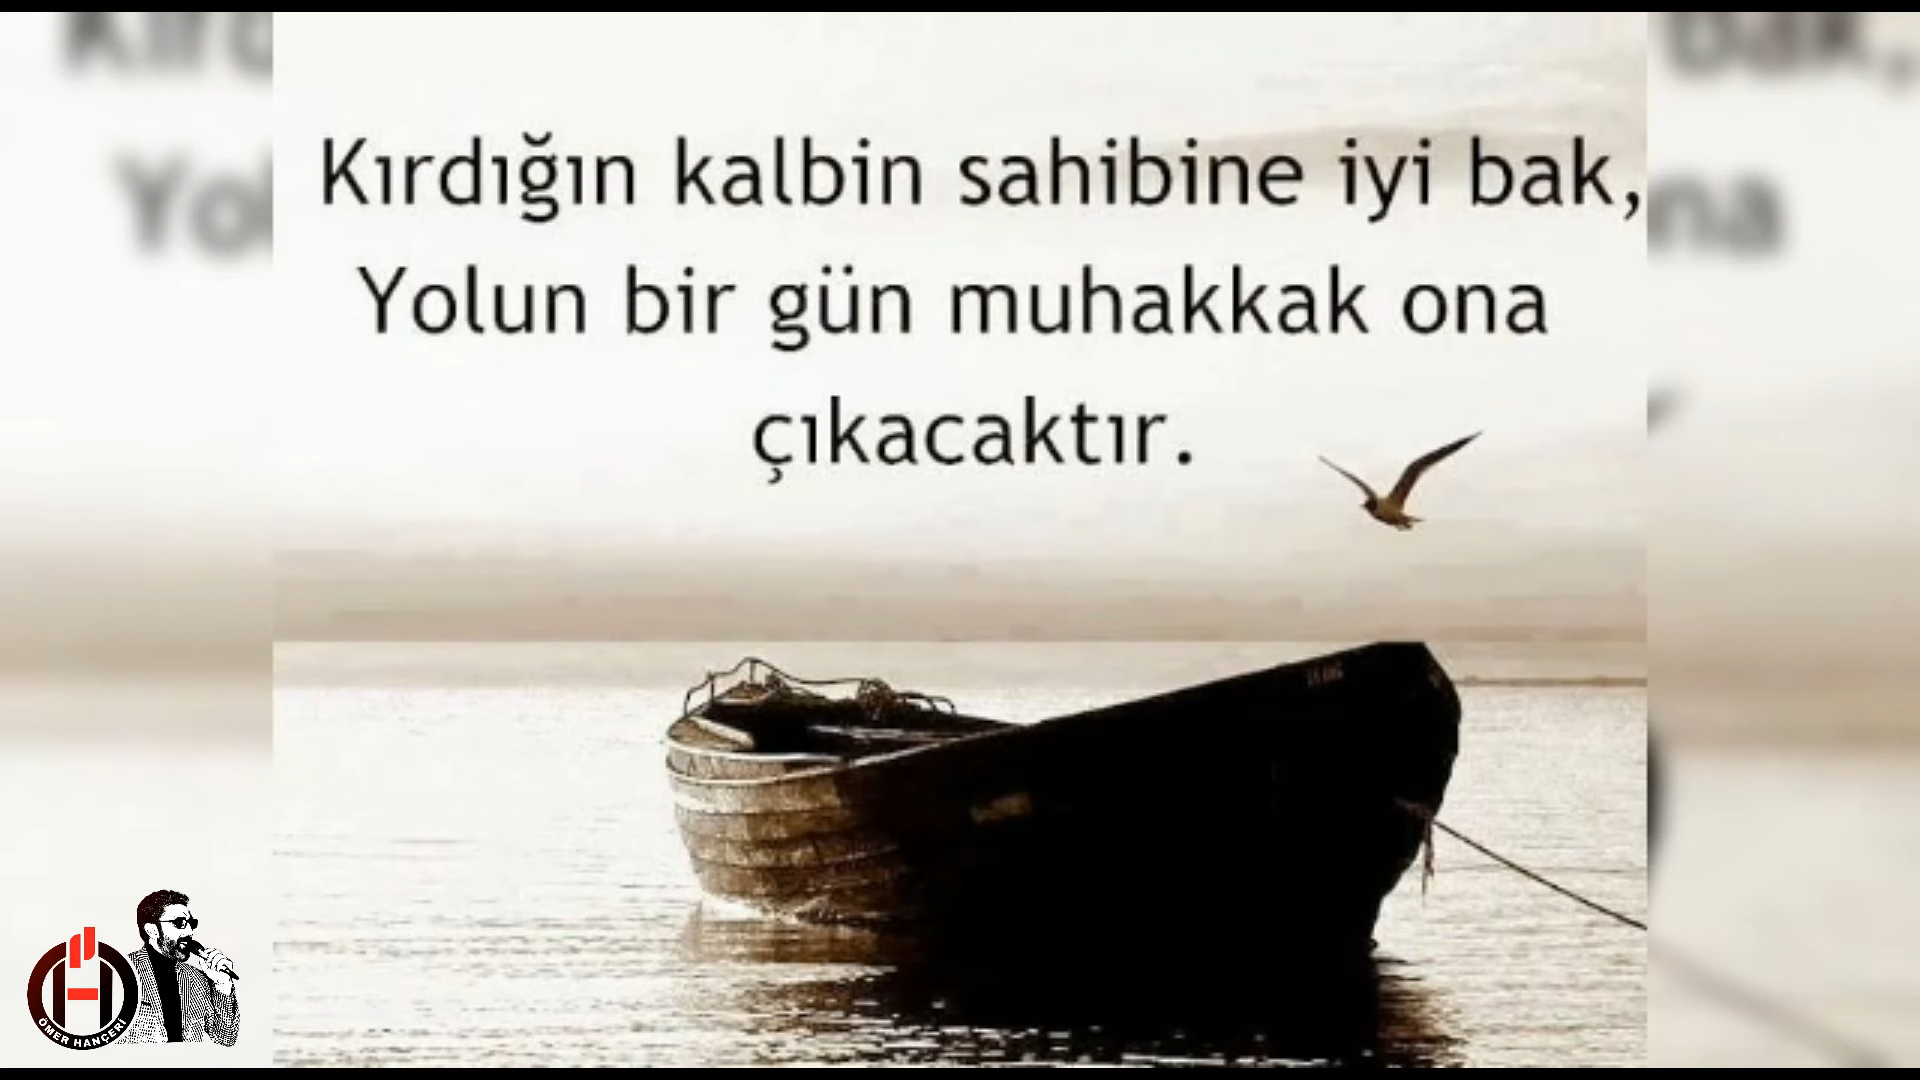 Kırdığın kalbin sahibine iyi bak,
Yolun bir gün muhakkak ona
çıkacaktır.
ÖMER HANÇERİ